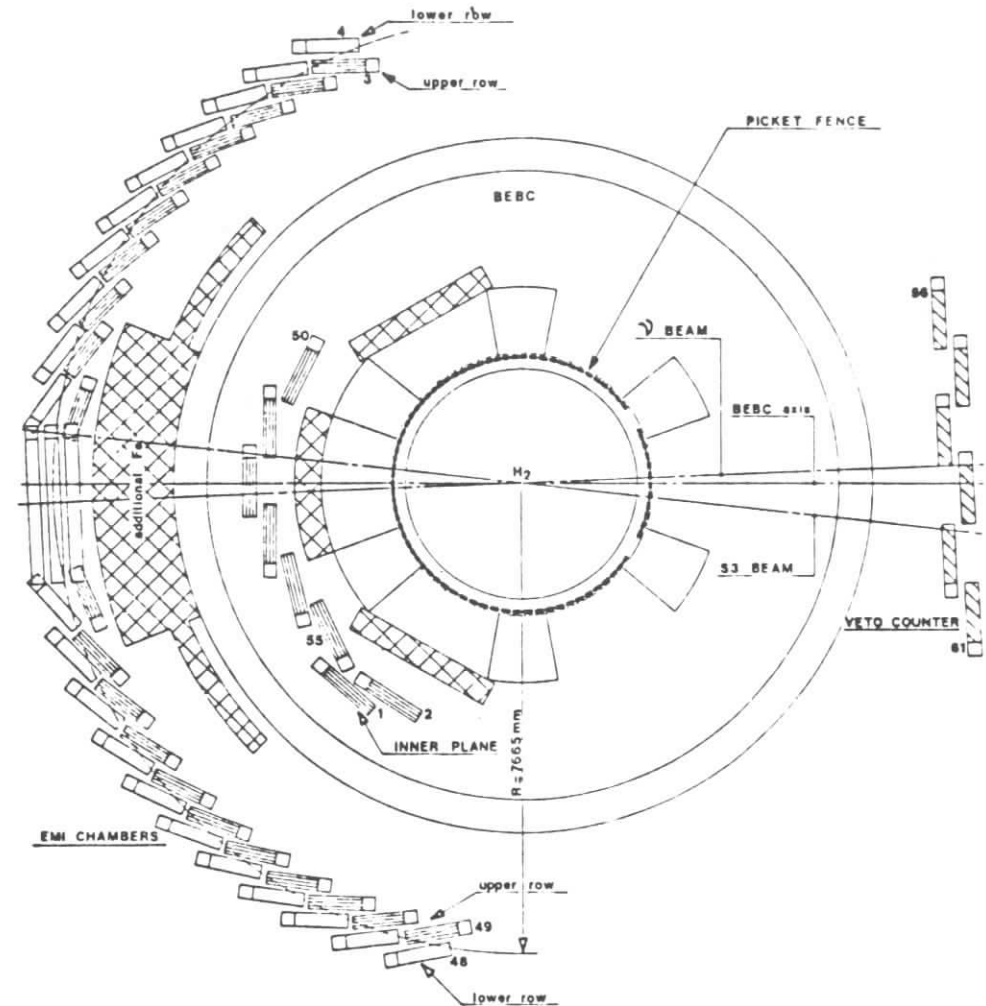 4
lower row
3
upper row
PICKET FENCE
BEBC
56
50
ν BEAM
BEBC axis
H2
additional Fe
S3 BEAM
VETO COUNTER
61
55
1
2
INNER PLANE
R=7665mm
EMI CHAMBERS
upper row
49
48
lower row